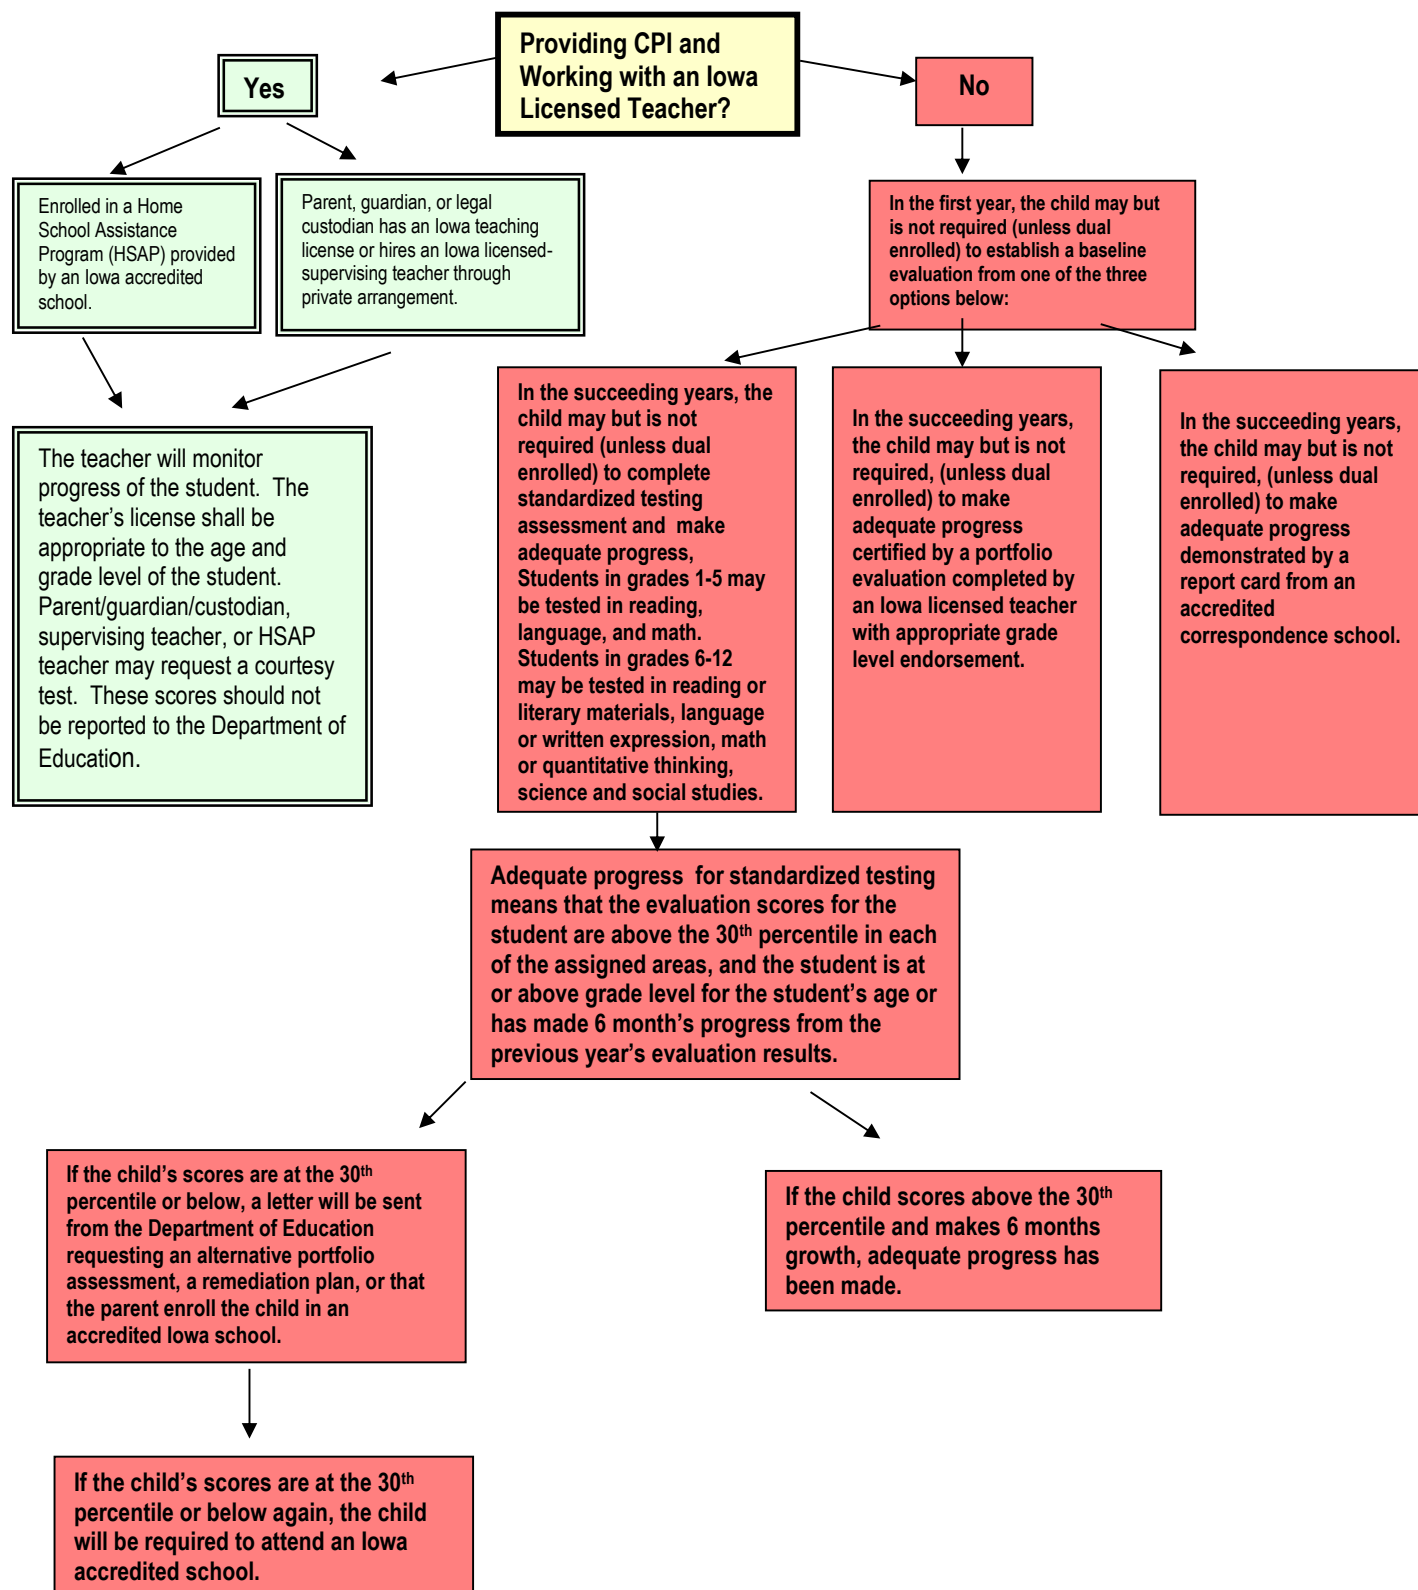 Providing CPI and
Working with an Iowa
Licensed Teacher?
Yes
No
Enrolled in a Home
School Assistance
Program (HSAP) provided
by an Iowa accredited
school.
Parent, guardian, or legal
custodian has an Iowa teaching
license or hires an Iowa licensed-
supervising teacher through
private arrangement.
In the first year, the child may but
is not required (unless dual
enrolled) to establish a baseline
evaluation from one of the three
options below:
The teacher will monitor
progress of the student.  The
teacher’s license shall be
appropriate to the age and
grade level of the student.
Parent/guardian/custodian,
supervising teacher, or HSAP
teacher may request a courtesy
test.  These scores should not
be reported to the Department of
Education.
In the succeeding years, the
child may but is not
required (unless dual
enrolled) to complete
standardized testing
assessment and  make
adequate progress,
Students in grades 1-5 may
be tested in reading,
language, and math.
Students in grades 6-12
may be tested in reading or
literary materials, language
or written expression, math
or quantitative thinking,
science and social studies.
In the succeeding years,
the child may but is not
required, (unless dual
enrolled) to make
adequate progress
certified by a portfolio
evaluation completed by
an Iowa licensed teacher
with appropriate grade
level endorsement.
In the succeeding years,
the child may but is not
required, (unless dual
enrolled) to make
adequate progress
demonstrated by a
report card from an
accredited
correspondence school.
Adequate progress  for standardized testing
means that the evaluation scores for the
student are above the 30th percentile in each
of the assigned areas, and the student is at
or above grade level for the student’s age or
has made 6 month’s progress from the
previous year’s evaluation results.
If the child’s scores are at the 30th
percentile or below, a letter will be sent
from the Department of Education
requesting an alternative portfolio
assessment, a remediation plan, or that
the parent enroll the child in an
accredited Iowa school.
If the child scores above the 30th
percentile and makes 6 months
growth, adequate progress has
been made.
If the child’s scores are at the 30th
percentile or below again, the child
will be required to attend an Iowa
accredited school.